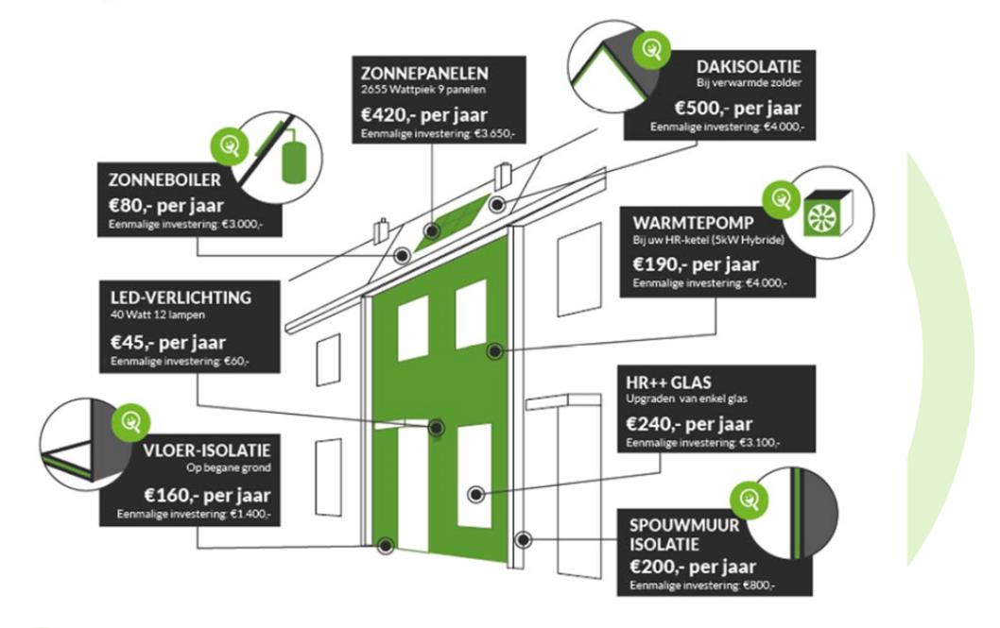 ZONNEPANELEN
2655 Wattpiek 9 panelen
€420,- per jaar
Eenmalige investering: €3.650,-
DAKISOLATIE
Bij verwarmde zolder
€500,- per jaar
Eenmalige investering: €4.000,-
ZONNEBOILER
€80,- per jaar
Eenmalige investering: €3.000,-
WARMTEPOMP
Bij uw HR-ketel (5kW Hybride)
€190,- per jaar
Eenmalige investering: €4.000,-
LED-VERLICHTING
40 Watt 12 lampen
€45,- per jaar
Eenmalige investering: €60,-
HR++ GLAS
Upgraden van enkel glas
€240,- per jaar
Eenmalige investering: €3.100,-
VLOER-ISOLATIE
Op begane grond
€160,- per jaar
Eenmalige investering: €1.400,-
SPOUWMUUR
ISOLATIE
€200,- per jaar
Eenmalige investering: €800,-